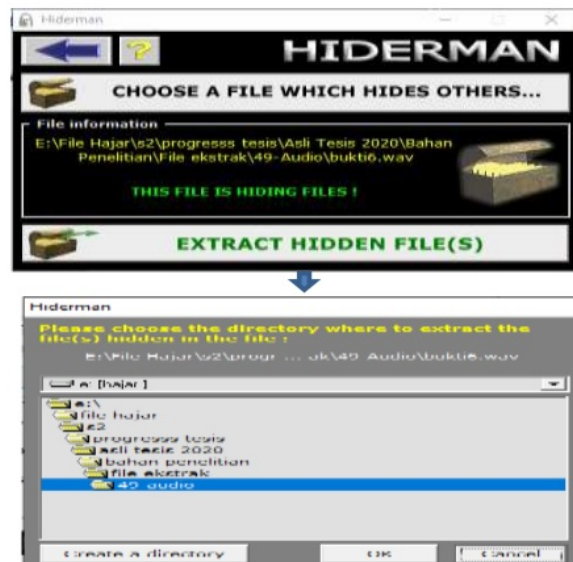 Hiderman
HIDERMAN
CHOOSE A FILE WHICH HIDES OTHERS...
File information
E:\File Hajar\s2\progresss tesis\Asli Tesis 2020\Bahan
Penelitian\File ekstrak\49-Audio\bukti6.wav
THIS FILE IS HIDING FILES !
EXTRACT HIDDEN FILE(S)
Hiderman
Please choose the directory where to extract the
file(s) hidden in the file :
E:\File Hajar\s2\progr ... ak\49-Audio\bukti6.wav
e: [hajar ]
e:\
file hajar
s2
progresss tesis
asli tesis 2020
bahan penelitian
file ekstrak
49-audio
Create a directory
OK
Cancel